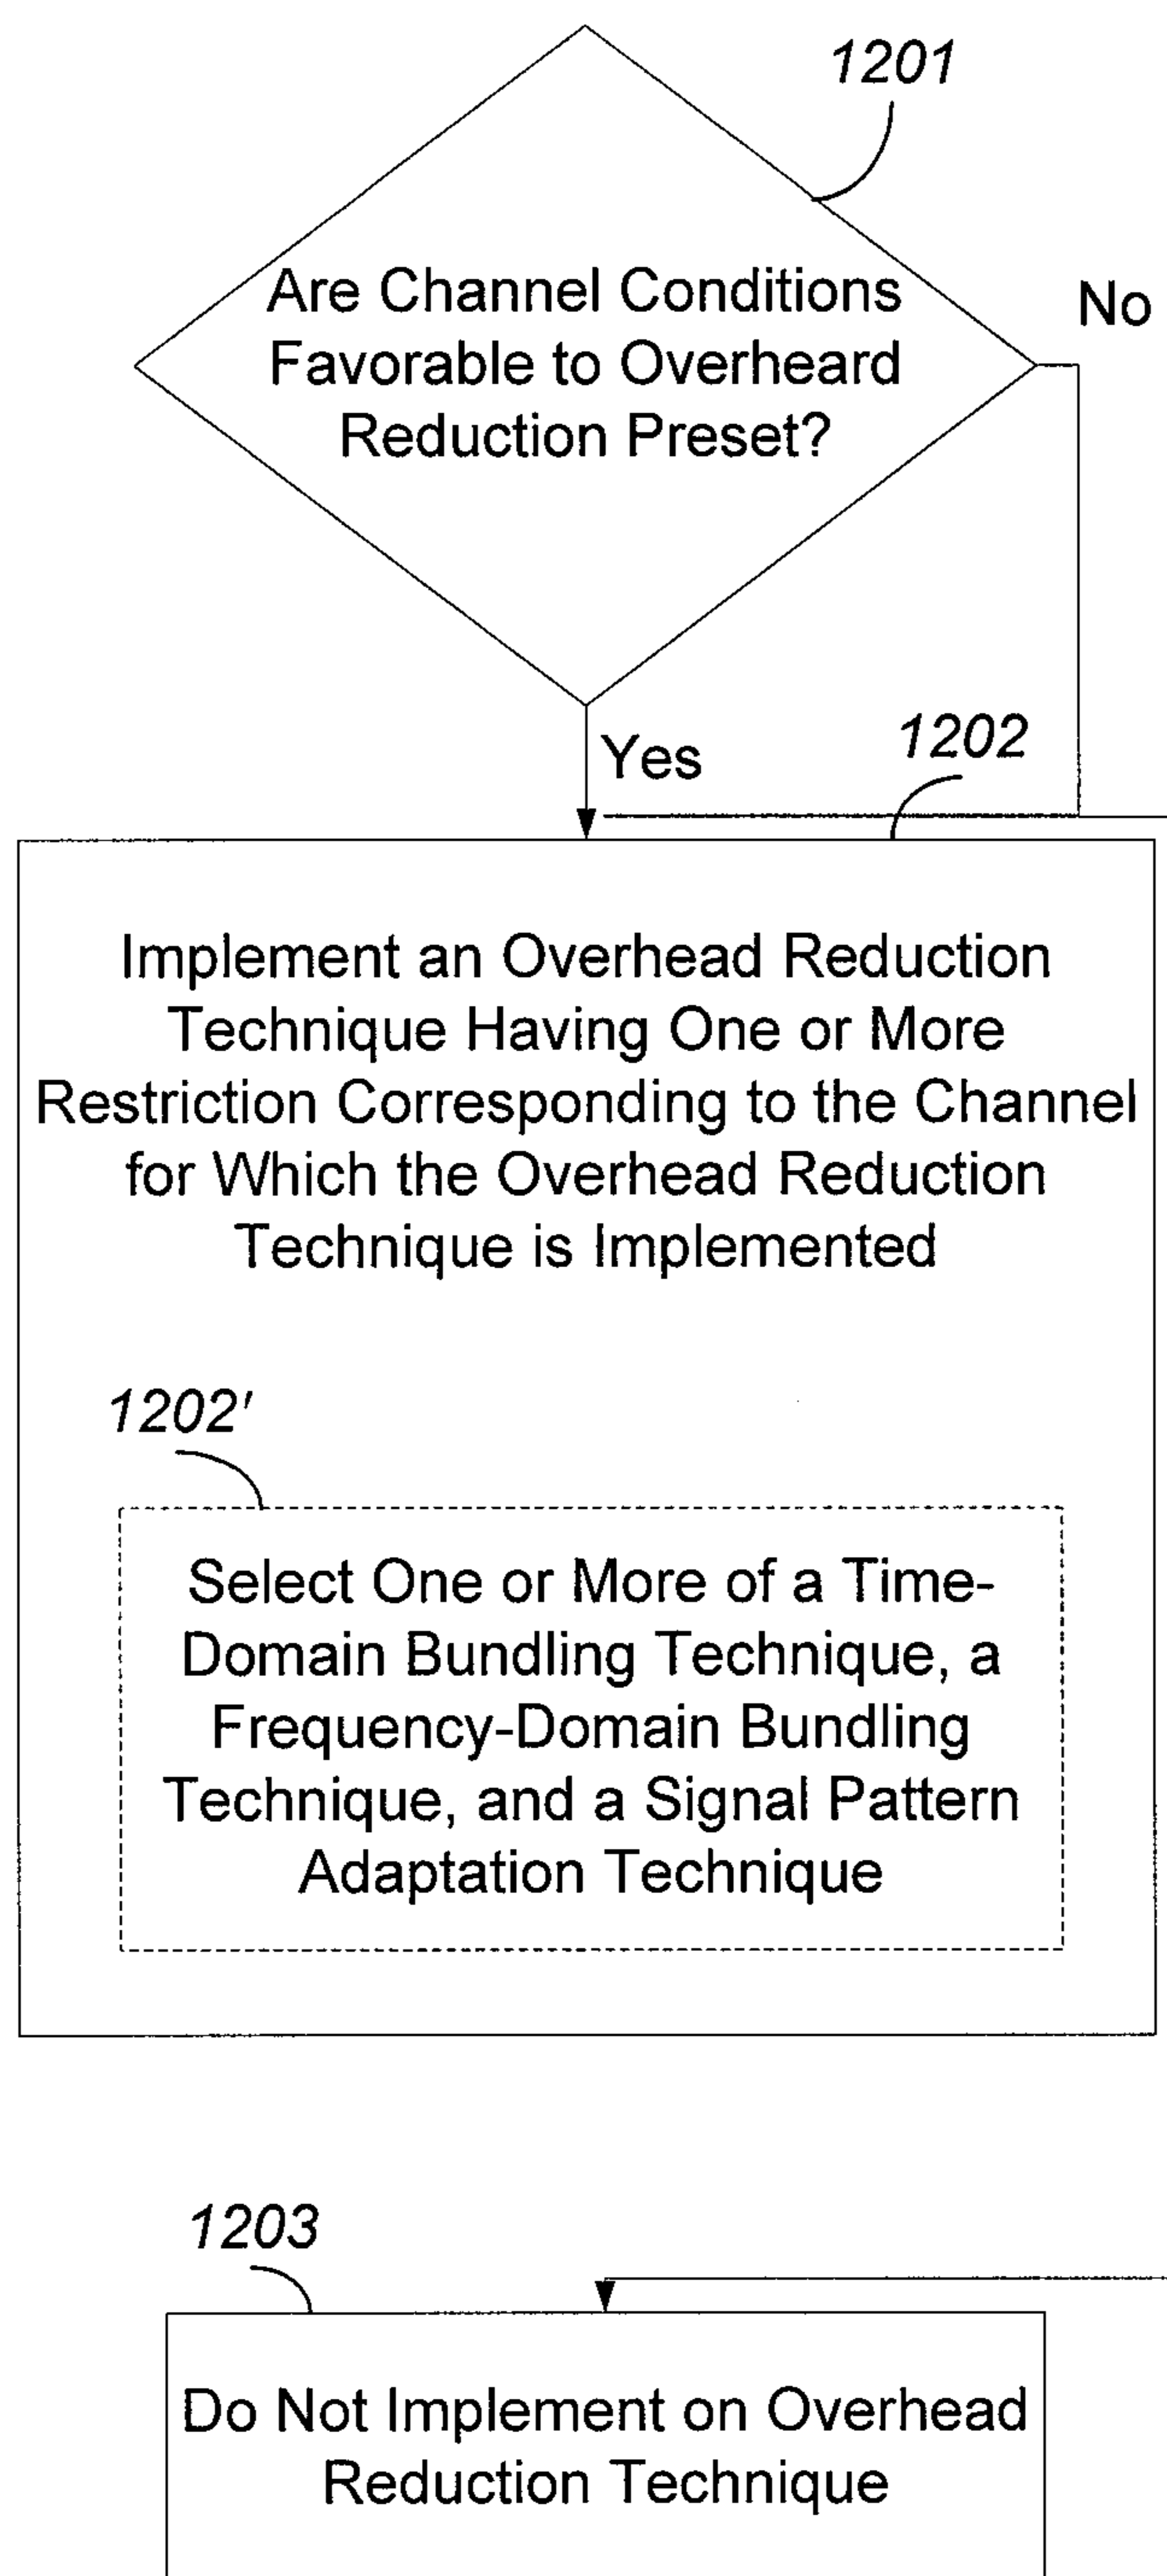 1201
Are Channel Conditions
Favorable to Overheard
Reduction Preset?
No
Yes
1202
Implement an Overhead Reduction
Technique Having One or More
Restriction Corresponding to the Channel
for Which the Overhead Reduction
Technique is Implemented
1202'
Select One or More of a Time-
Domain Bundling Technique, a
Frequency-Domain Bundling
Technique, and a Signal Pattern
Adaptation Technique
1203
Do Not Implement on Overhead
Reduction Technique